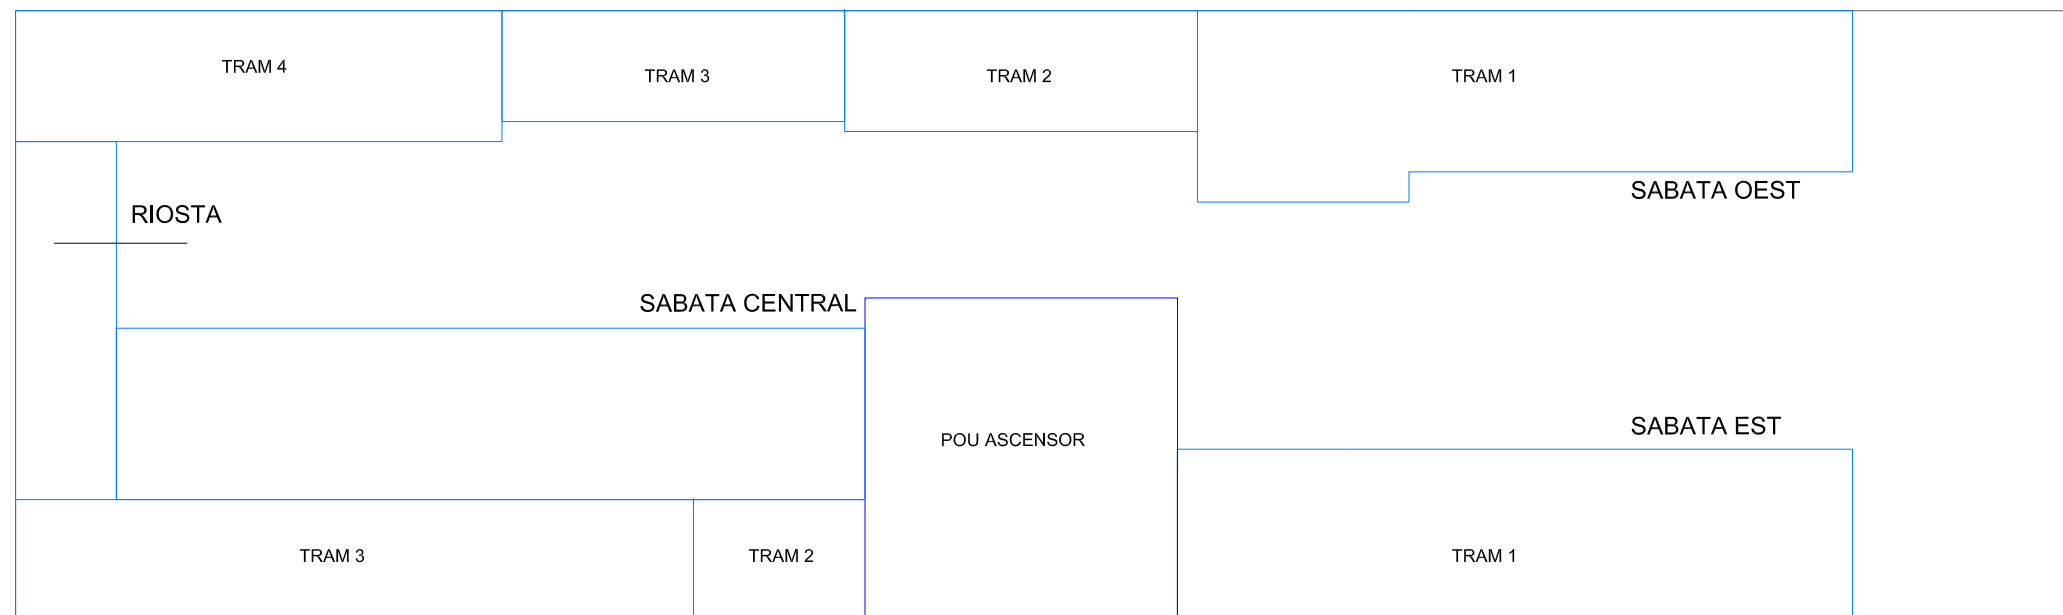 TRAM 4
TRAM 3
TRAM 2
TRAM 1
SABATA OEST
RIOSTA
SABATA CENTRAL
SABATA EST
POU ASCENSOR
TRAM 3
TRAM 2
TRAM 1